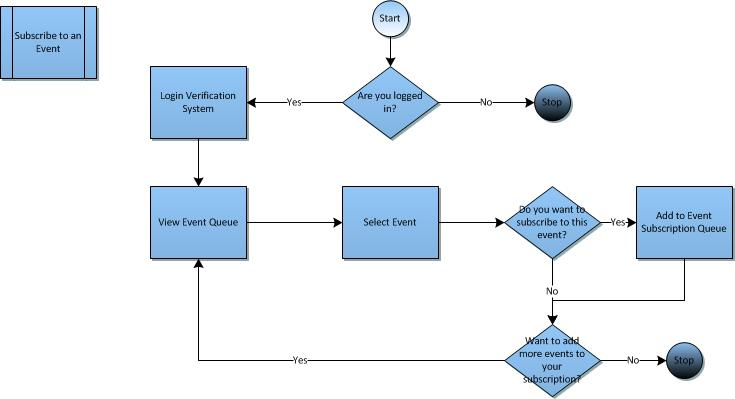 Start
Subscribe to an
Event
Login Verification
System
Yes
Are you logged
in?
No
Stop
View Event Queue
Select Event
Do you want to
subscribe to this
event?
Yes
Add to Event
Subscription Queue
No
Want to add
more events to
your
subscription?
Yes
No
Stop